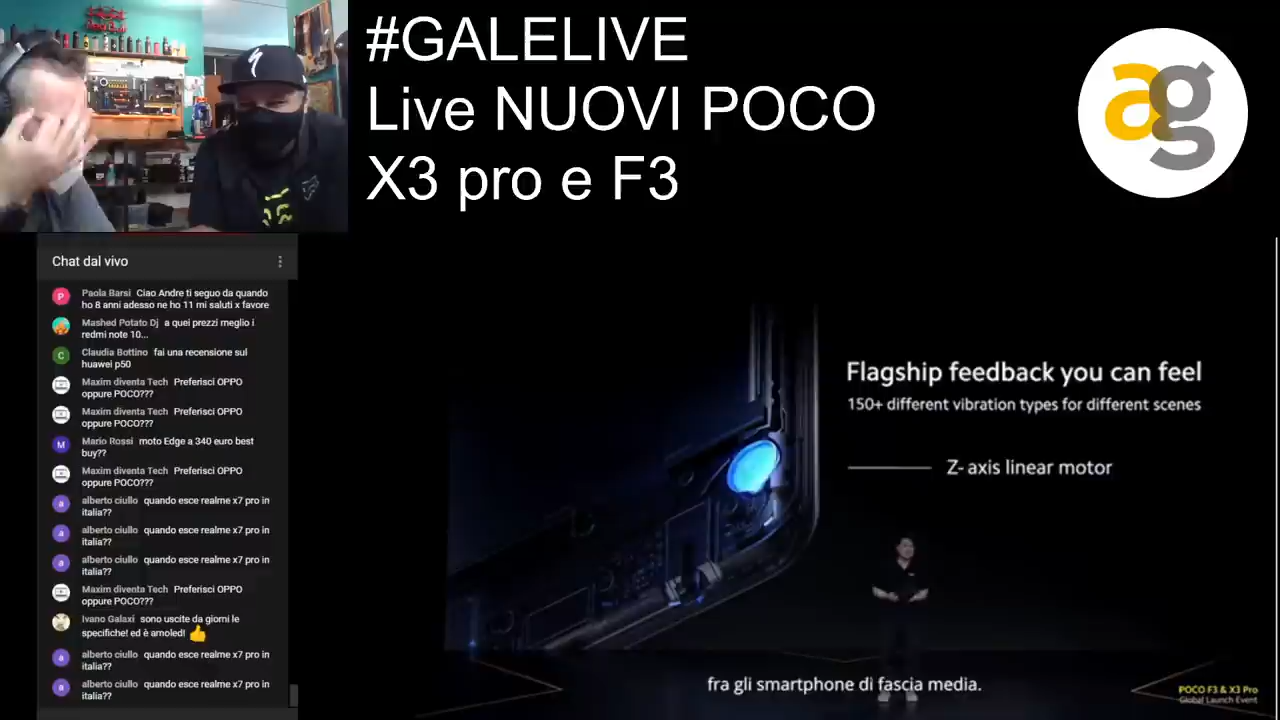 #GALELIVE
Live NUOVI POCO
X3 pro e F3
ag
Chat dal vivo
Paola Barsi Ciao Andre ti seguo da quando
ho 8 anni adesso ne ho 11 mi saluti x favore
Mashed Potato Dj a quei prezzi meglio i
redmi note 10...
Claudia Bottino fai una recensione sul
huawei p50
Maxim diventa Tech Preferisci OPPO
oppure POCO???
Maxim diventa Tech Preferisci OPPO
oppure POCO???
Mario Rossi moto Edge a 340 euro best
buy??
Maxim diventa Tech Preferisci OPPO
oppure POCO???
alberto ciullo quando esce realme x7 pro in
italia??
alberto ciullo quando esce realme x7 pro in
italia??
alberto ciullo quando esce realme x7 pro in
italia??
Maxim diventa Tech Preferisci OPPO
oppure POCO???
Ivano Galaxi sono uscite da giorni le
specifiche! ed è amoled! 👍
alberto ciullo quando esce realme x7 pro in
italia??
alberto ciullo quando esce realme x7 pro in
italia??
Flagship feedback you can feel
150+ different vibration types for different scenes
Z-axis linear motor
fra gli smartphone di fascia media.
POCO F3 & X3 Pro
Global Launch Event